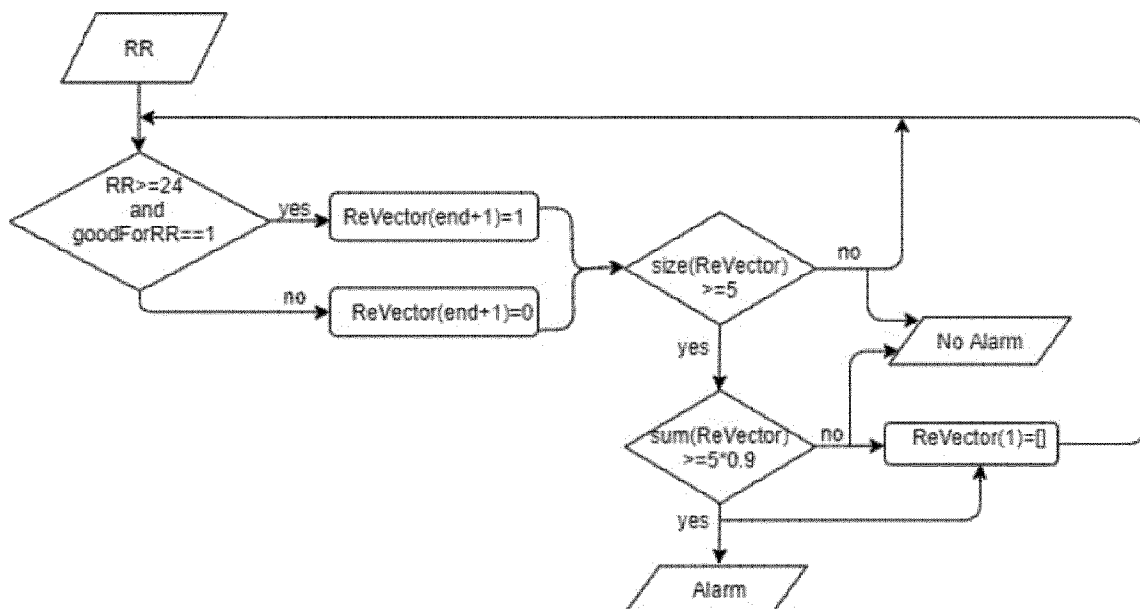 RR
RR>=24
and
goodForRR==1
yes
ReVector(end+1)=1
no
ReVector(end+1)=0
size(ReVector)
>=5
no
No Alarm
yes
sum(ReVector)
>=5*0.9
no
ReVector(1)=[]
yes
Alarm